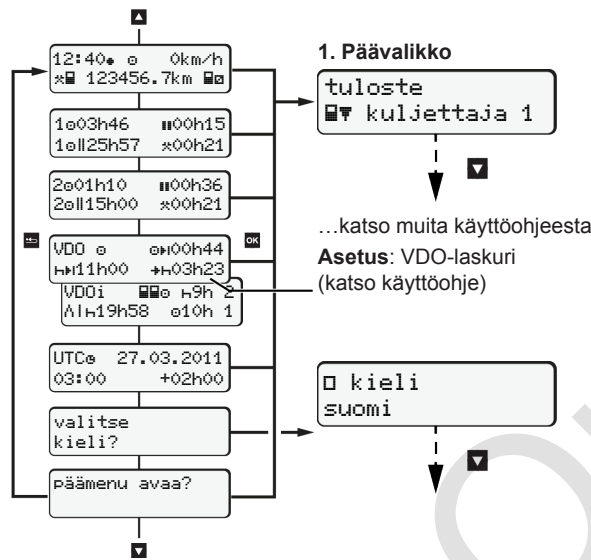 12:40 0km/h
123456.7km
1 03h46 00h15
1 25h57 00h21
2 01h10 00h36
2 15h00 00h21
VDO 00h44
11h00 03h23
VDOi 9h 2
19h58 10h 1
UTC 27.03.2011
03:00 +02h00
valitse
kieli?
päämenu avaa?
OK
1. Päävalikko
tuloste
kuljettaja 1
…katso muita käyttöohjeesta
Asetus: VDO-laskuri
(katso käyttöohje)
kieli
suomi